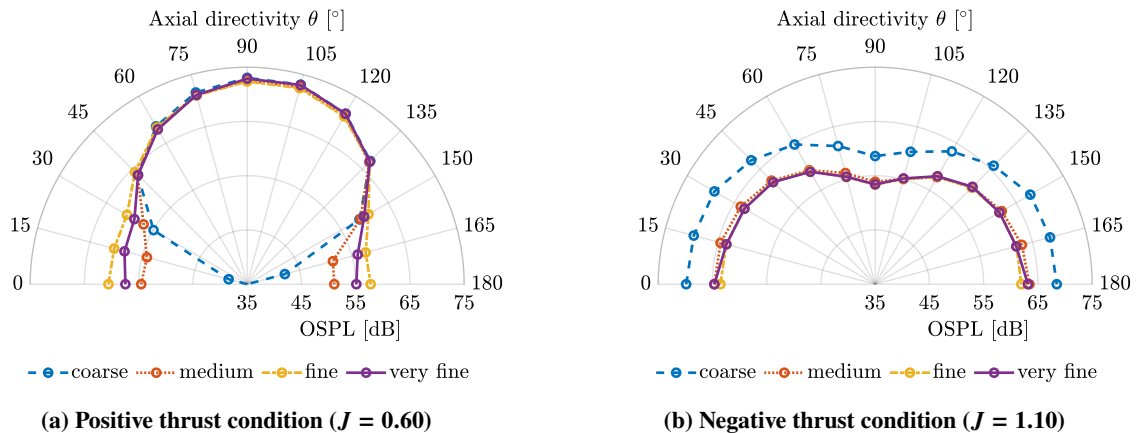 Axial directivity θ [°]
90
75
105
60
120
45
135
30
150
15
165
0
180
35
45
55
65
75
OSPL [dB]
coarse
medium
fine
very fine
(a) Positive thrust condition (J = 0.60)
Axial directivity θ [°]
90
75
105
60
120
45
135
30
150
15
165
0
180
35
45
55
65
75
OSPL [dB]
coarse
medium
fine
very fine
(b) Negative thrust condition (J = 1.10)